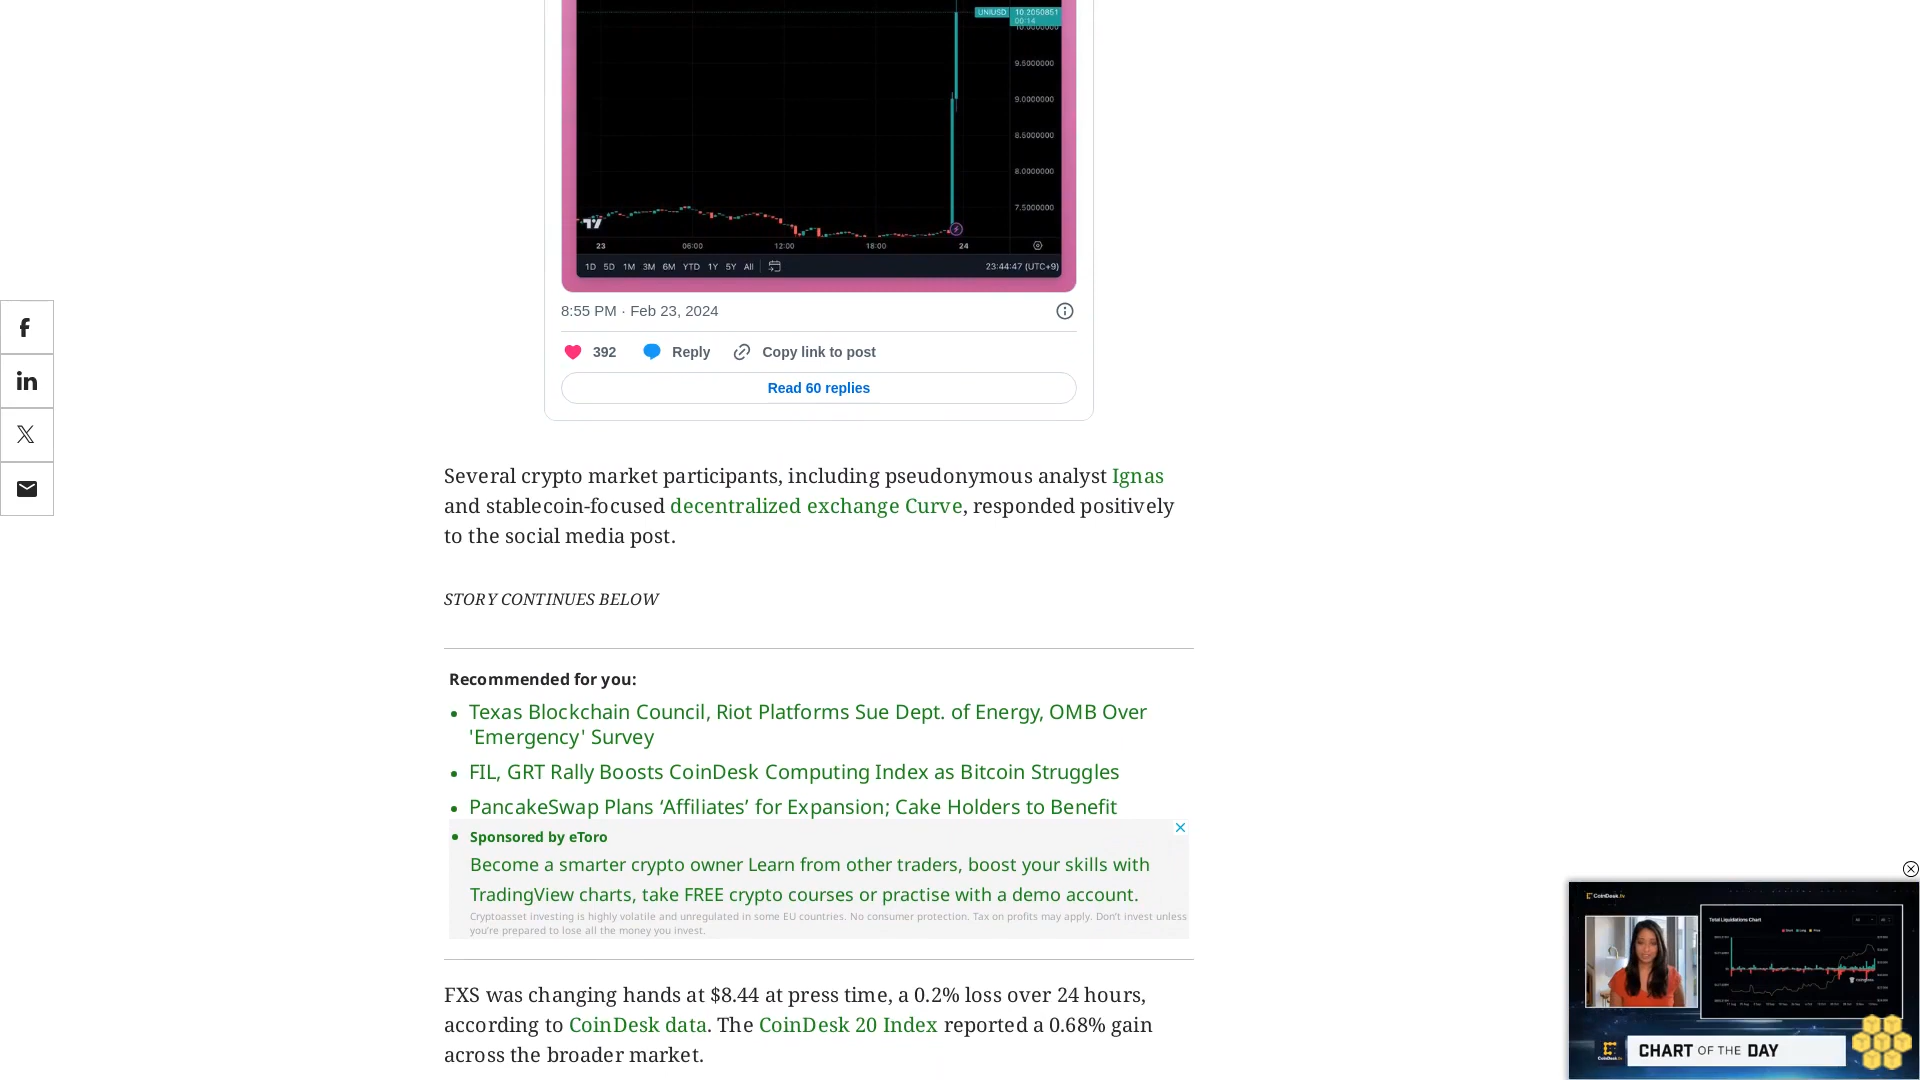 UNIUSD 10.2050851
00:14
10.0000000
9.5000000
9.0000000
8.5000000
8.0000000
7.5000000
23 06:00 12:00 18:00 24
1D 5D 1M 3M 6M YTD 1Y 5Y All 23:44:47 (UTC+9)
8:55 PM · Feb 23, 2024
392 Reply Copy link to post
Read 60 replies
Several crypto market participants, including pseudonymous analyst Ignas
and stablecoin-focused decentralized exchange Curve, responded positively
to the social media post.
STORY CONTINUES BELOW
Recommended for you:
• Texas Blockchain Council, Riot Platforms Sue Dept. of Energy, OMB Over
'Emergency' Survey
• FIL, GRT Rally Boosts CoinDesk Computing Index as Bitcoin Struggles
• PancakeSwap Plans ‘Affiliates’ for Expansion; Cake Holders to Benefit
• Sponsored by eToro
Become a smarter crypto owner Learn from other traders, boost your skills with
TradingView charts, take FREE crypto courses or practise with a demo account.
Cryptoasset investing is highly volatile and unregulated in some EU countries. No consumer protection. Tax on profits may apply. Don’t invest unless
you’re prepared to lose all the money you invest.
FXS was changing hands at $8.44 at press time, a 0.2% loss over 24 hours,
according to CoinDesk data. The CoinDesk 20 Index reported a 0.68% gain
across the broader market.
CoinDesk tv
Total Liquidations Chart
CoinDesk tv
CHART OF THE DAY